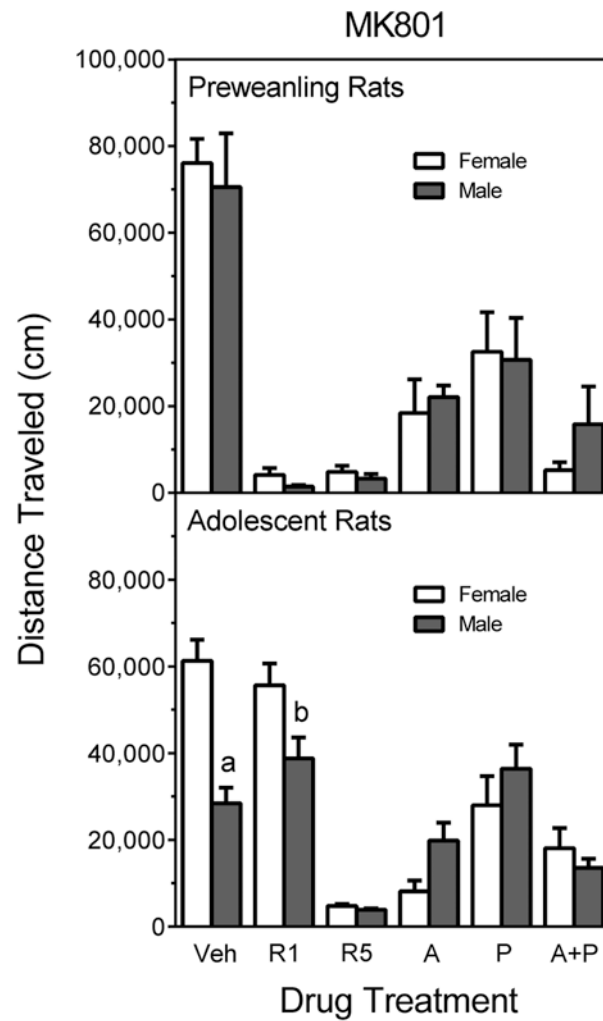 MK801
100,000
Preweanling Rats
80,000
Female
Male
60,000
40,000
20,000
0
Distance Traveled (cm)
Adolescent Rats
80,000
Female
Male
60,000
b
a
40,000
20,000
0
Veh R1 R5 A P A+P
Drug Treatment